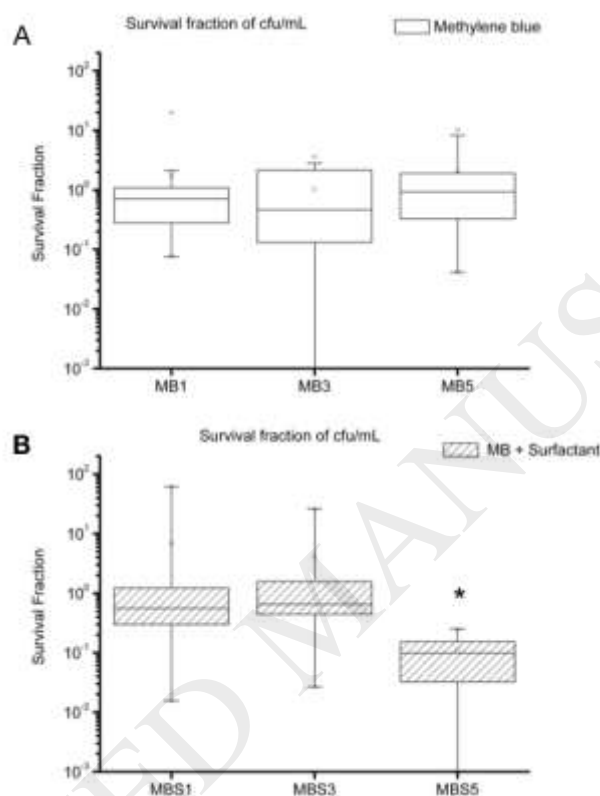 A
Survival fraction of cfu/mL
Methylene blue
Survival Fraction
10²
10¹
10⁰
10⁻¹
10⁻²
10⁻³
MB1 MB3 MB5
B
Survival fraction of cfu/mL
MB + Surfactant
Survival Fraction
10²
10¹
10⁰
10⁻¹
10⁻²
10⁻³
*
MBS1 MBS3 MBS5
ED MANUS